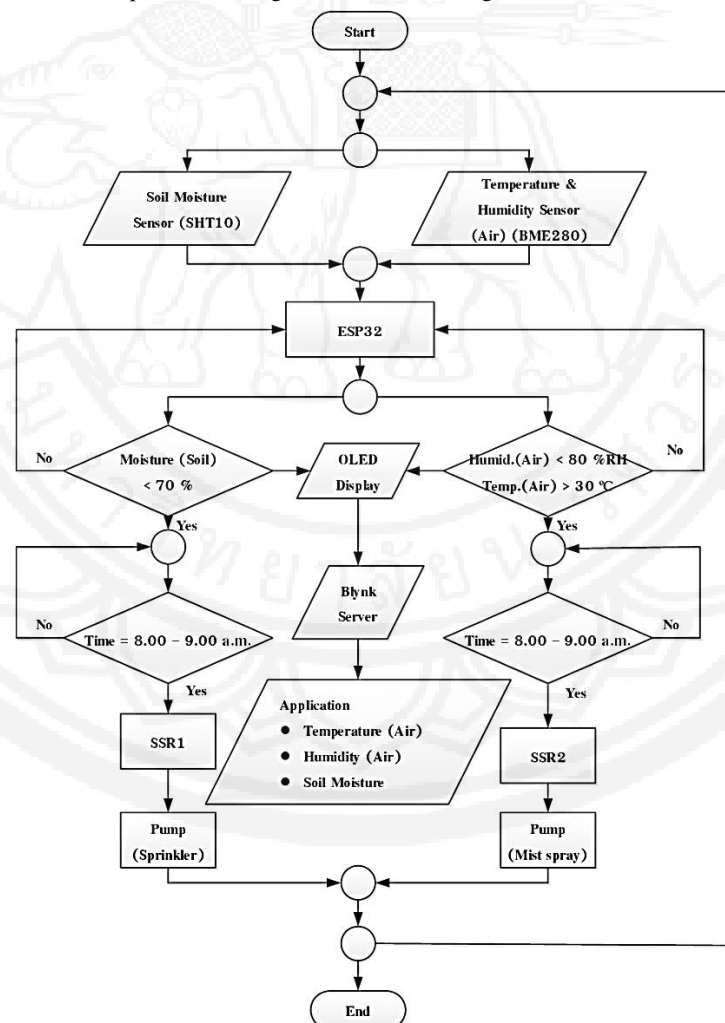 Start
Soil Moisture
Sensor (SHT10)
Temperature &
Humidity Sensor
(Air) (BME280)
ESP32
No
Moisture (Soil)
< 70 %
Yes
OLED
Display
Humid.(Air) < 80 %RH
Temp.(Air) > 30 °C
No
Yes
Blynk
Server
No
Time = 8.00 – 9.00 a.m.
Yes
Time = 8.00 – 9.00 a.m.
No
Yes
Application
● Temperature (Air)
● Humidity (Air)
● Soil Moisture
SSR1
SSR2
Pump
(Sprinkler)
Pump
(Mist spray)
End